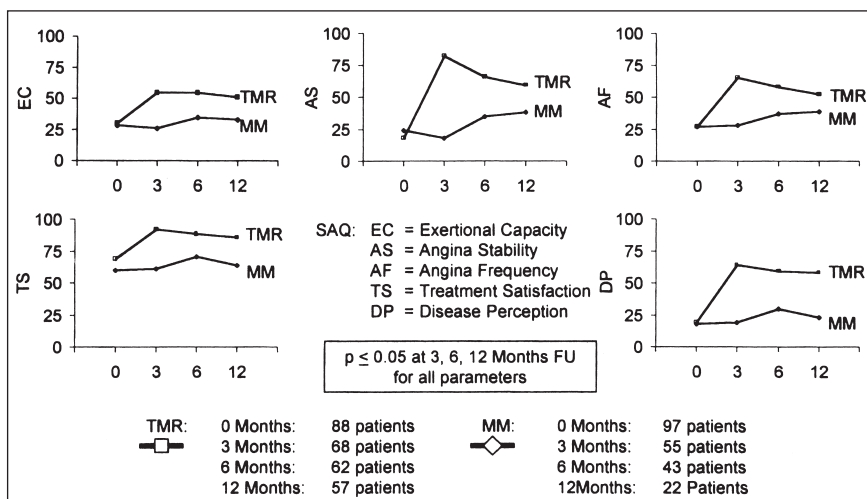 100
75
50
25
0
EC
TMR
MM
0 3 6 12
100
75
50
25
0
AS
TMR
MM
0 3 6 12
100
75
50
25
0
AF
TMR
MM
0 3 6 12
100
75
50
25
0
TS
TMR
MM
0 3 6 12
SAQ: EC = Exertional Capacity
AS = Angina Stability
AF = Angina Frequency
TS = Treatment Satisfaction
DP = Disease Perception
p ≤ 0.05 at 3, 6, 12 Months FU
for all parameters
100
75
50
25
0
DP
TMR
MM
0 3 6 12
TMR: 0 Months: 88 patients
3 Months: 68 patients
6 Months: 62 patients
12 Months: 57 patients
MM: 0 Months: 97 patients
3 Months: 55 patients
6 Months: 43 patients
12Months: 22 Patients